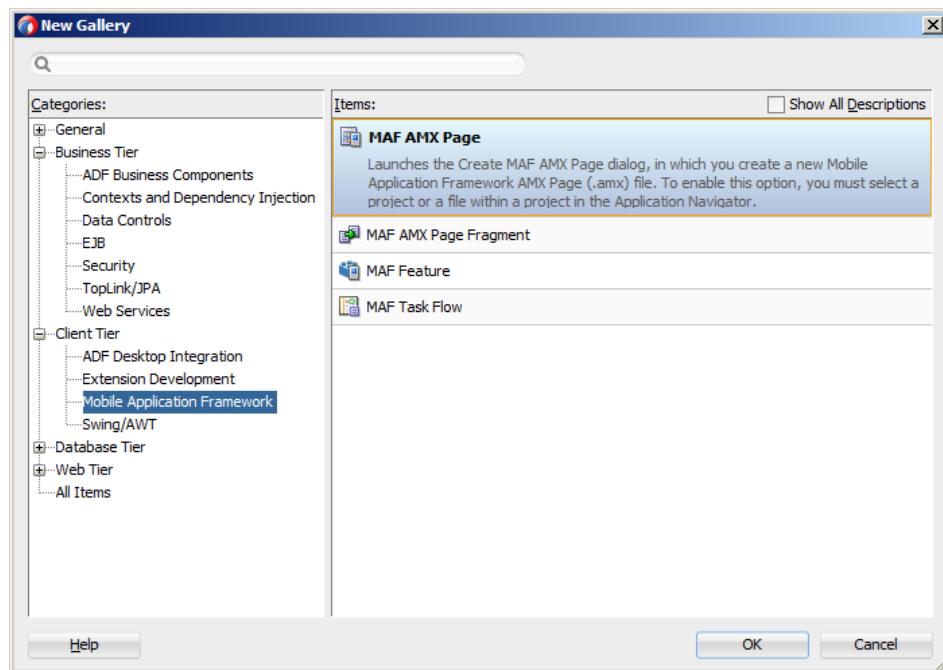 New Gallery
Categories:
General
Business Tier
ADF Business Components
Contexts and Dependency Injection
Data Controls
EJB
Security
TopLink/JPA
Web Services
Client Tier
ADF Desktop Integration
Extension Development
Mobile Application Framework
Swing/AWT
Database Tier
Web Tier
All Items
Items:
Show All Descriptions
MAF AMX Page
Launches the Create MAF AMX Page dialog, in which you create a new Mobile
Application Framework AMX Page (.amx) file. To enable this option, you must select a
project or a file within a project in the Application Navigator.
MAF AMX Page Fragment
MAF Feature
MAF Task Flow
Help
OK
Cancel